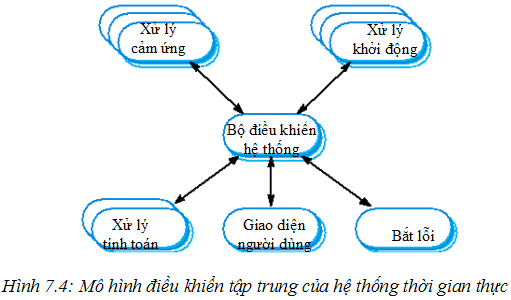 Xử lý
cảm ứng
Xử lý
khởi động
Bộ điều khiển
hệ thống
Xử lý
tính toán
Giao diện
người dùng
Bắt lỗi
Hình 7.4: Mô hình điều khiển tập trung của hệ thống thời gian thực